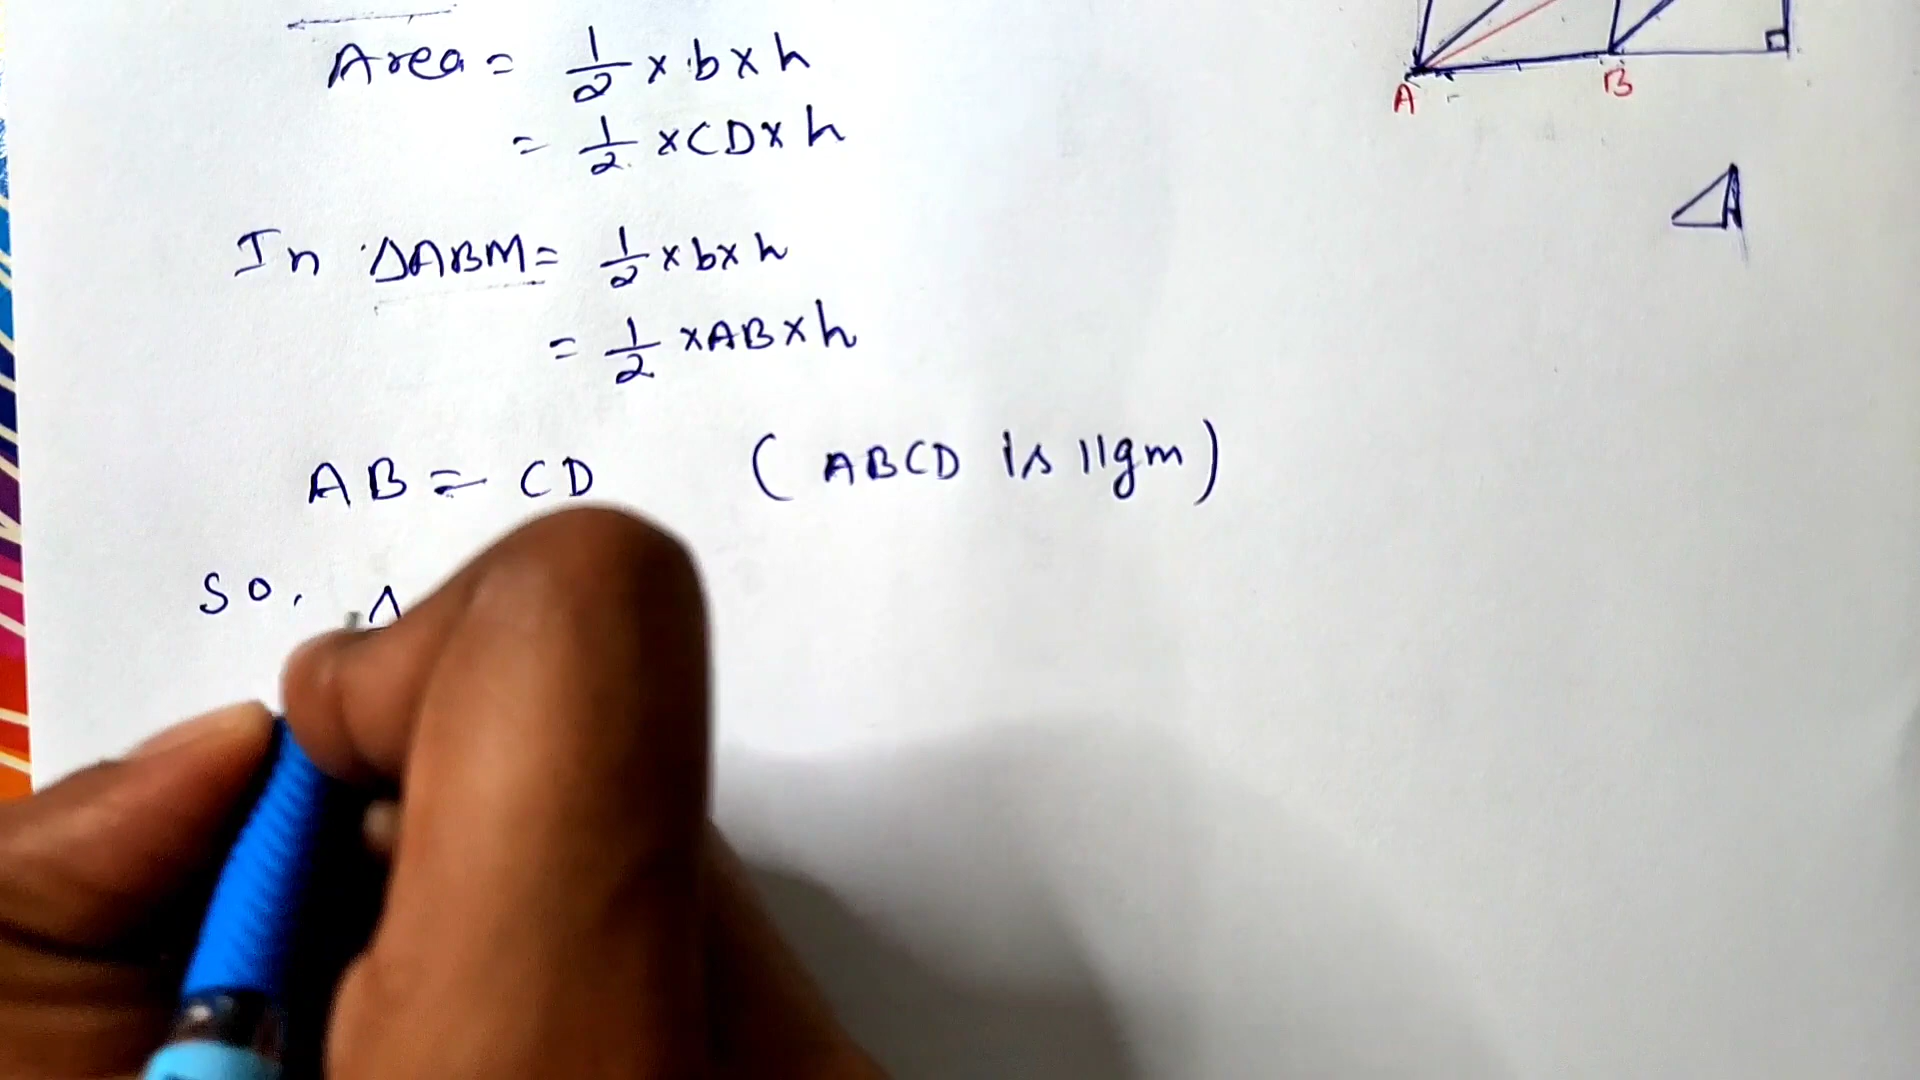 Area = 1/2 × b × h
= 1/2 × CD × h
In ΔABM = 1/2 × b × h
= 1/2 × AB × h
AB = CD (ABCD is ||gm)
So, Δ
A B